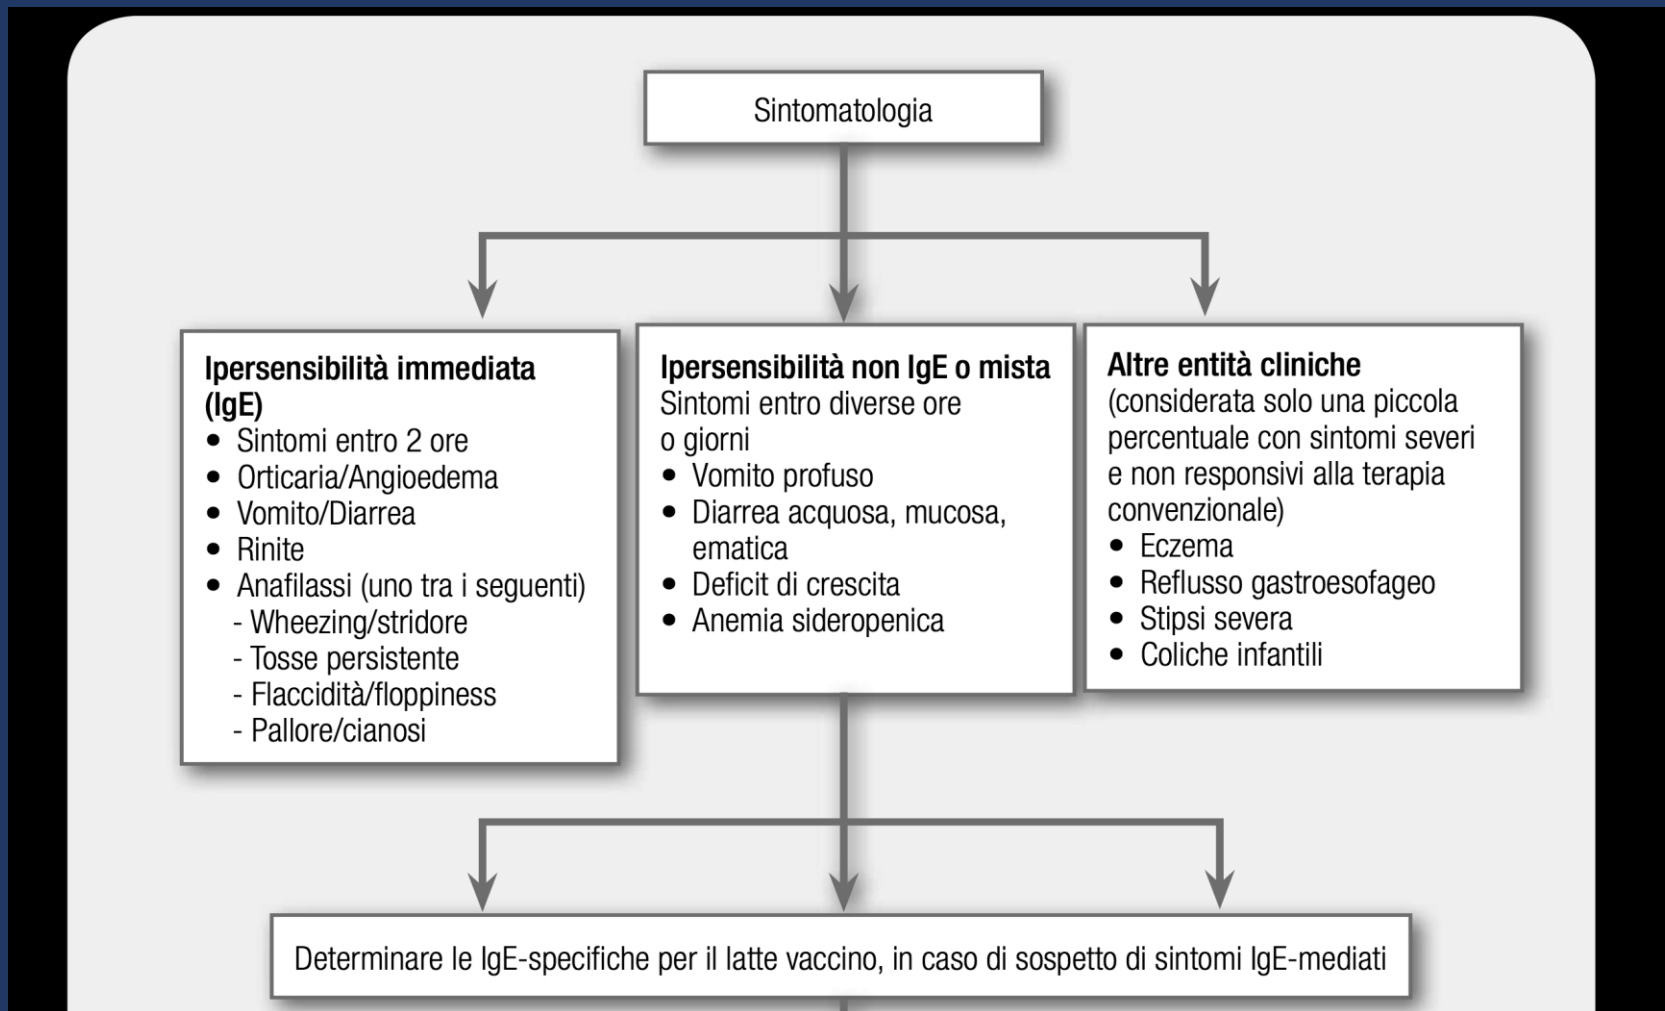 Sintomatologia
Ipersensibilità immediata
(IgE)
• Sintomi entro 2 ore
• Orticaria/Angioedema
• Vomito/Diarrea
• Rinite
• Anafilassi (uno tra i seguenti)
- Wheezing/stridore
- Tosse persistente
- Flaccidità/floppiness
- Pallore/cianosi
Ipersensibilità non IgE o mista
Sintomi entro diverse ore
o giorni
• Vomito profuso
• Diarrea acquosa, mucosa,
ematica
• Deficit di crescita
• Anemia sideropenica
Altre entità cliniche
(considerata solo una piccola
percentuale con sintomi severi
e non responsivi alla terapia
convenzionale)
• Eczema
• Reflusso gastroesofageo
• Stipsi severa
• Coliche infantili
Determinare le IgE-specifiche per il latte vaccino, in caso di sospetto di sintomi IgE-mediati